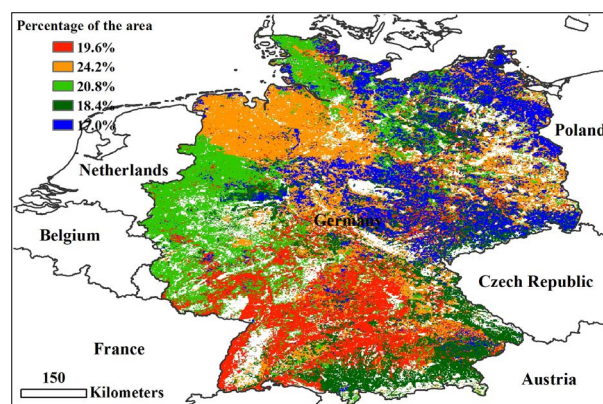 Percentage of the area
19.6%
24.2%
20.8%
18.4%
17.0%
Poland
Netherlands
Germany
Belgium
Czech Republic
France
150
Kilometers
Austria